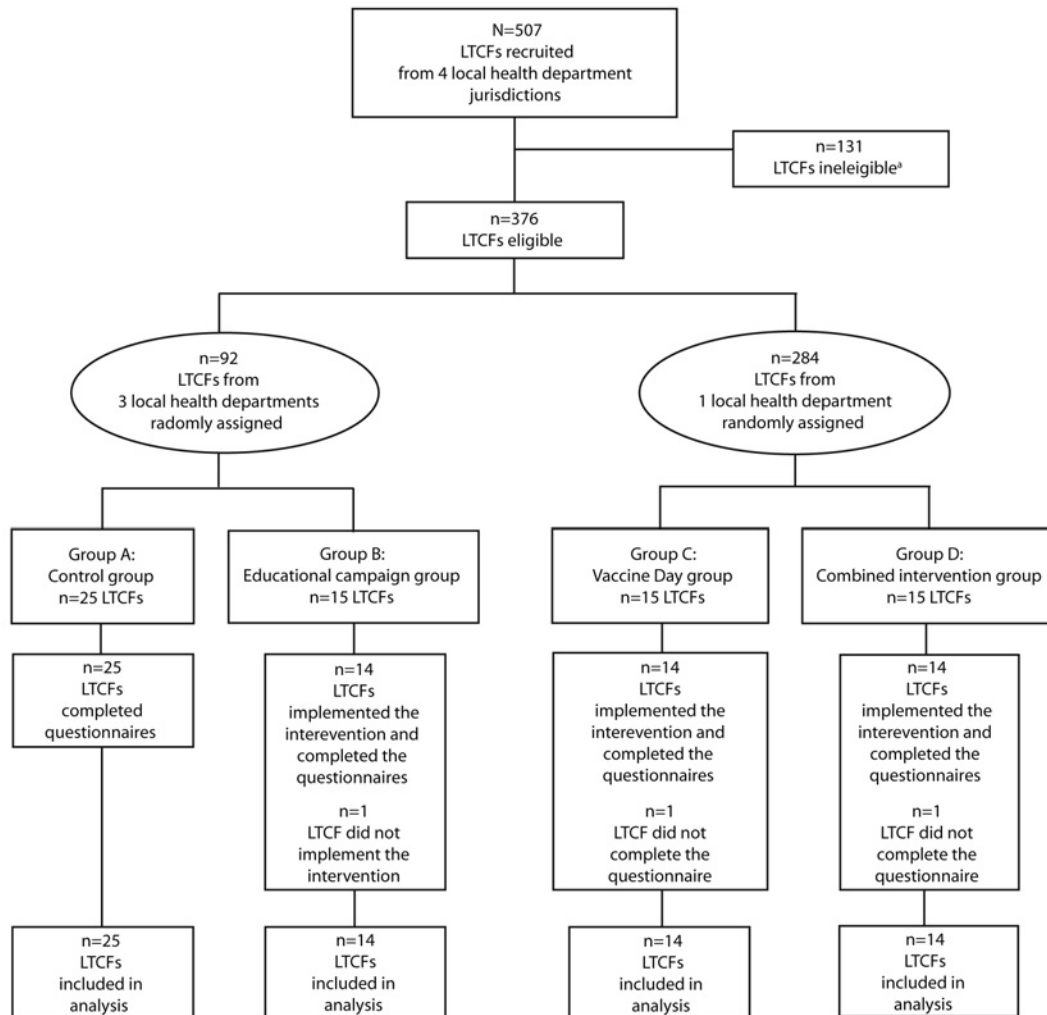 N=507
LTCFs recruited
from 4 local health department
jurisdictions
n=131
LTCFs ineleigibleᵃ
n=376
LTCFs eligible
n=92
LTCFs from
3 local health departments
radomly assigned
n=284
LTCFs from
1 local health department
randomly assigned
Group A:
Control group
n=25 LTCFs
Group B:
Educational campaign group
n=15 LTCFs
Group C:
Vaccine Day group
n=15 LTCFs
Group D:
Combined intervention group
n=15 LTCFs
n=25
LTCFs
completed
questionnaires
n=14
LTCFs
implemented the
interevention and
completed the
questionnaires
n=1
LTCF did not
implement the
intervention
n=14
LTCFs
implemented the
interevention and
completed the
questionnaires
n=1
LTCF did not
complete the
questionnaire
n=14
LTCFs
implemented the
interevention and
completed the
questionnaires
n=1
LTCF did not
complete the
questionnaire
n=25
LTCFs
included in
analysis
n=14
LTCFs
included in
analysis
n=14
LTCFs
included in
analysis
n=14
LTCFs
included in
analysis